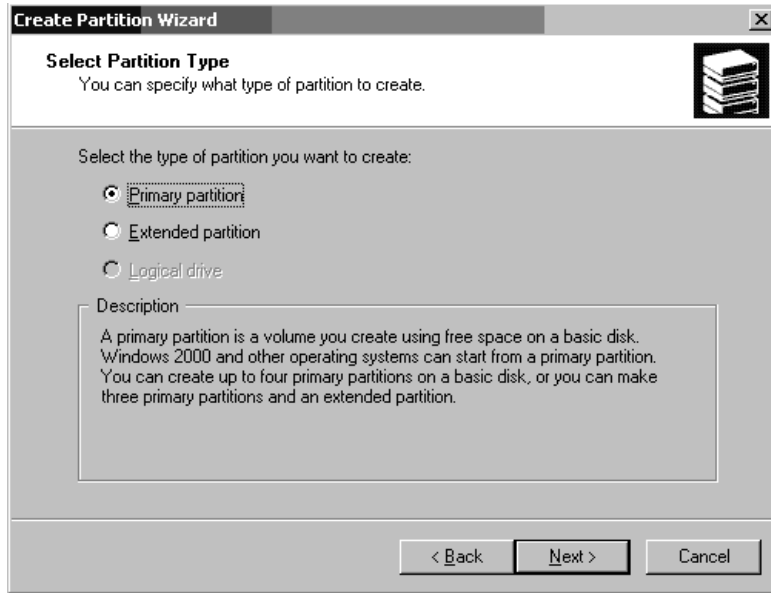 Create Partition Wizard
Select Partition Type
You can specify what type of partition to create.
Select the type of partition you want to create:
Primary partition
Extended partition
Logical drive
Description
A primary partition is a volume you create using free space on a basic disk.
Windows 2000 and other operating systems can start from a primary partition.
You can create up to four primary partitions on a basic disk, or you can make
three primary partitions and an extended partition.
< Back Next > Cancel